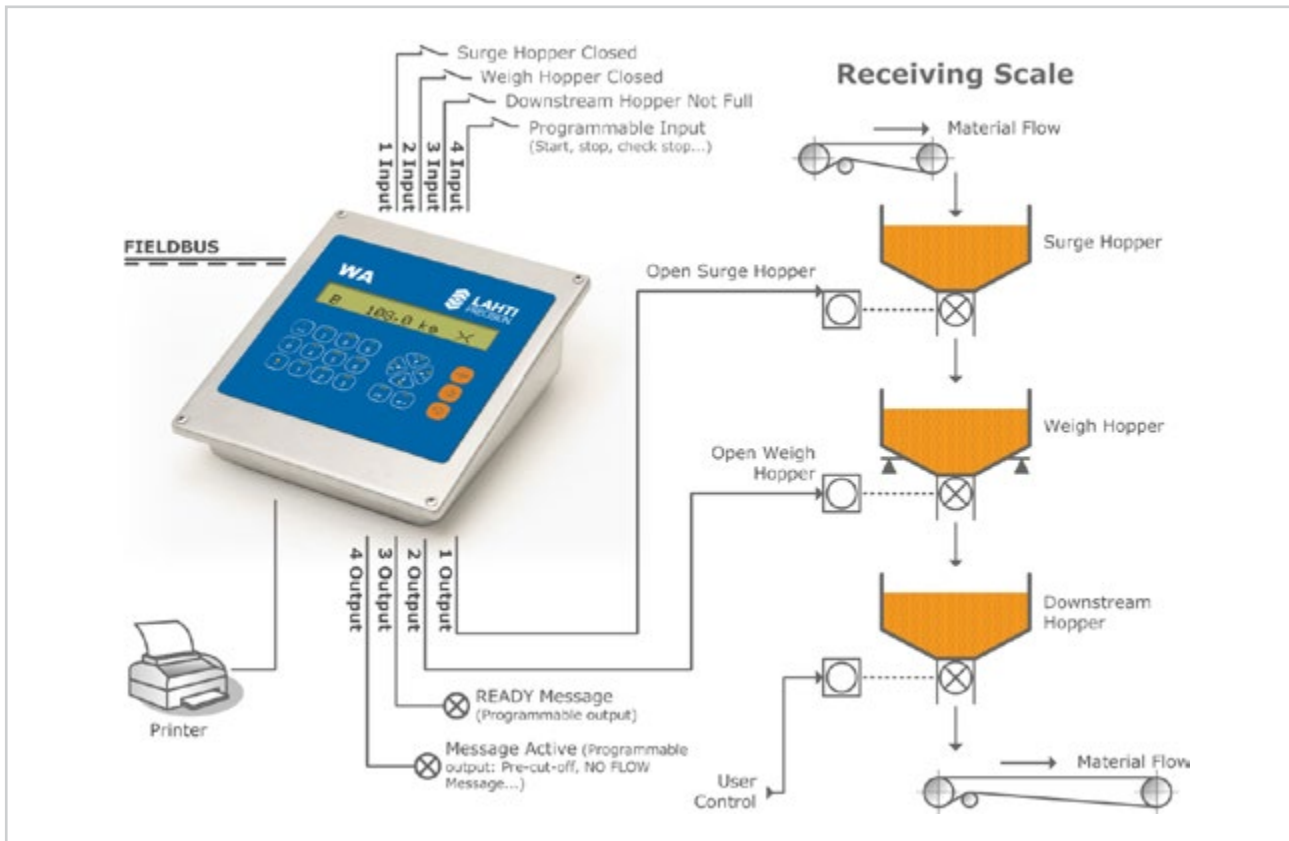 Surge Hopper Closed
Weigh Hopper Closed
Downstream Hopper Not Full
Programmable Input
(Start, stop, check stop...)
1 Input
2 Input
3 Input
4 Input
Receiving Scale
Material Flow
FIELDBUS
WA
LAHTI
PRECISION
B 108.0 kg
Surge Hopper
Open Surge Hopper
Weigh Hopper
Open Weigh
Hopper
4 Output
3 Output
2 Output
1 Output
Downstream
Hopper
READY Message
(Programmable output)
Printer
Message Active (Programmable
output: Pre-cut-off, NO FLOW
Message...)
User
Control
Material Flow